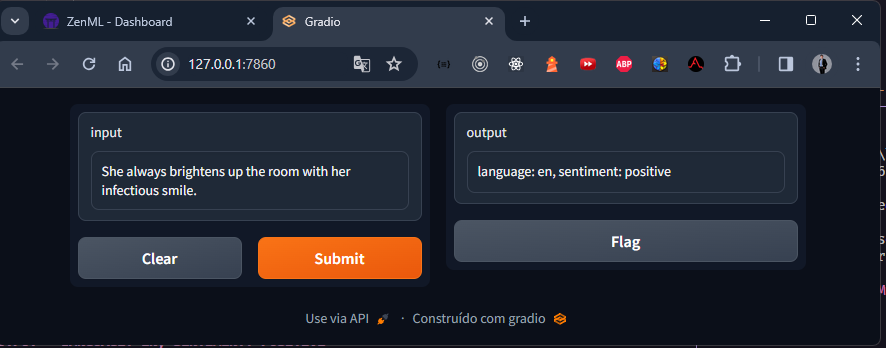 ZenML - Dashboard
Gradio
127.0.0.1:7860
ABP
input
She always brightens up the room with her
infectious smile.
Clear
Submit
output
language: en, sentiment: positive
Flag
Use via API · Construído com gradio